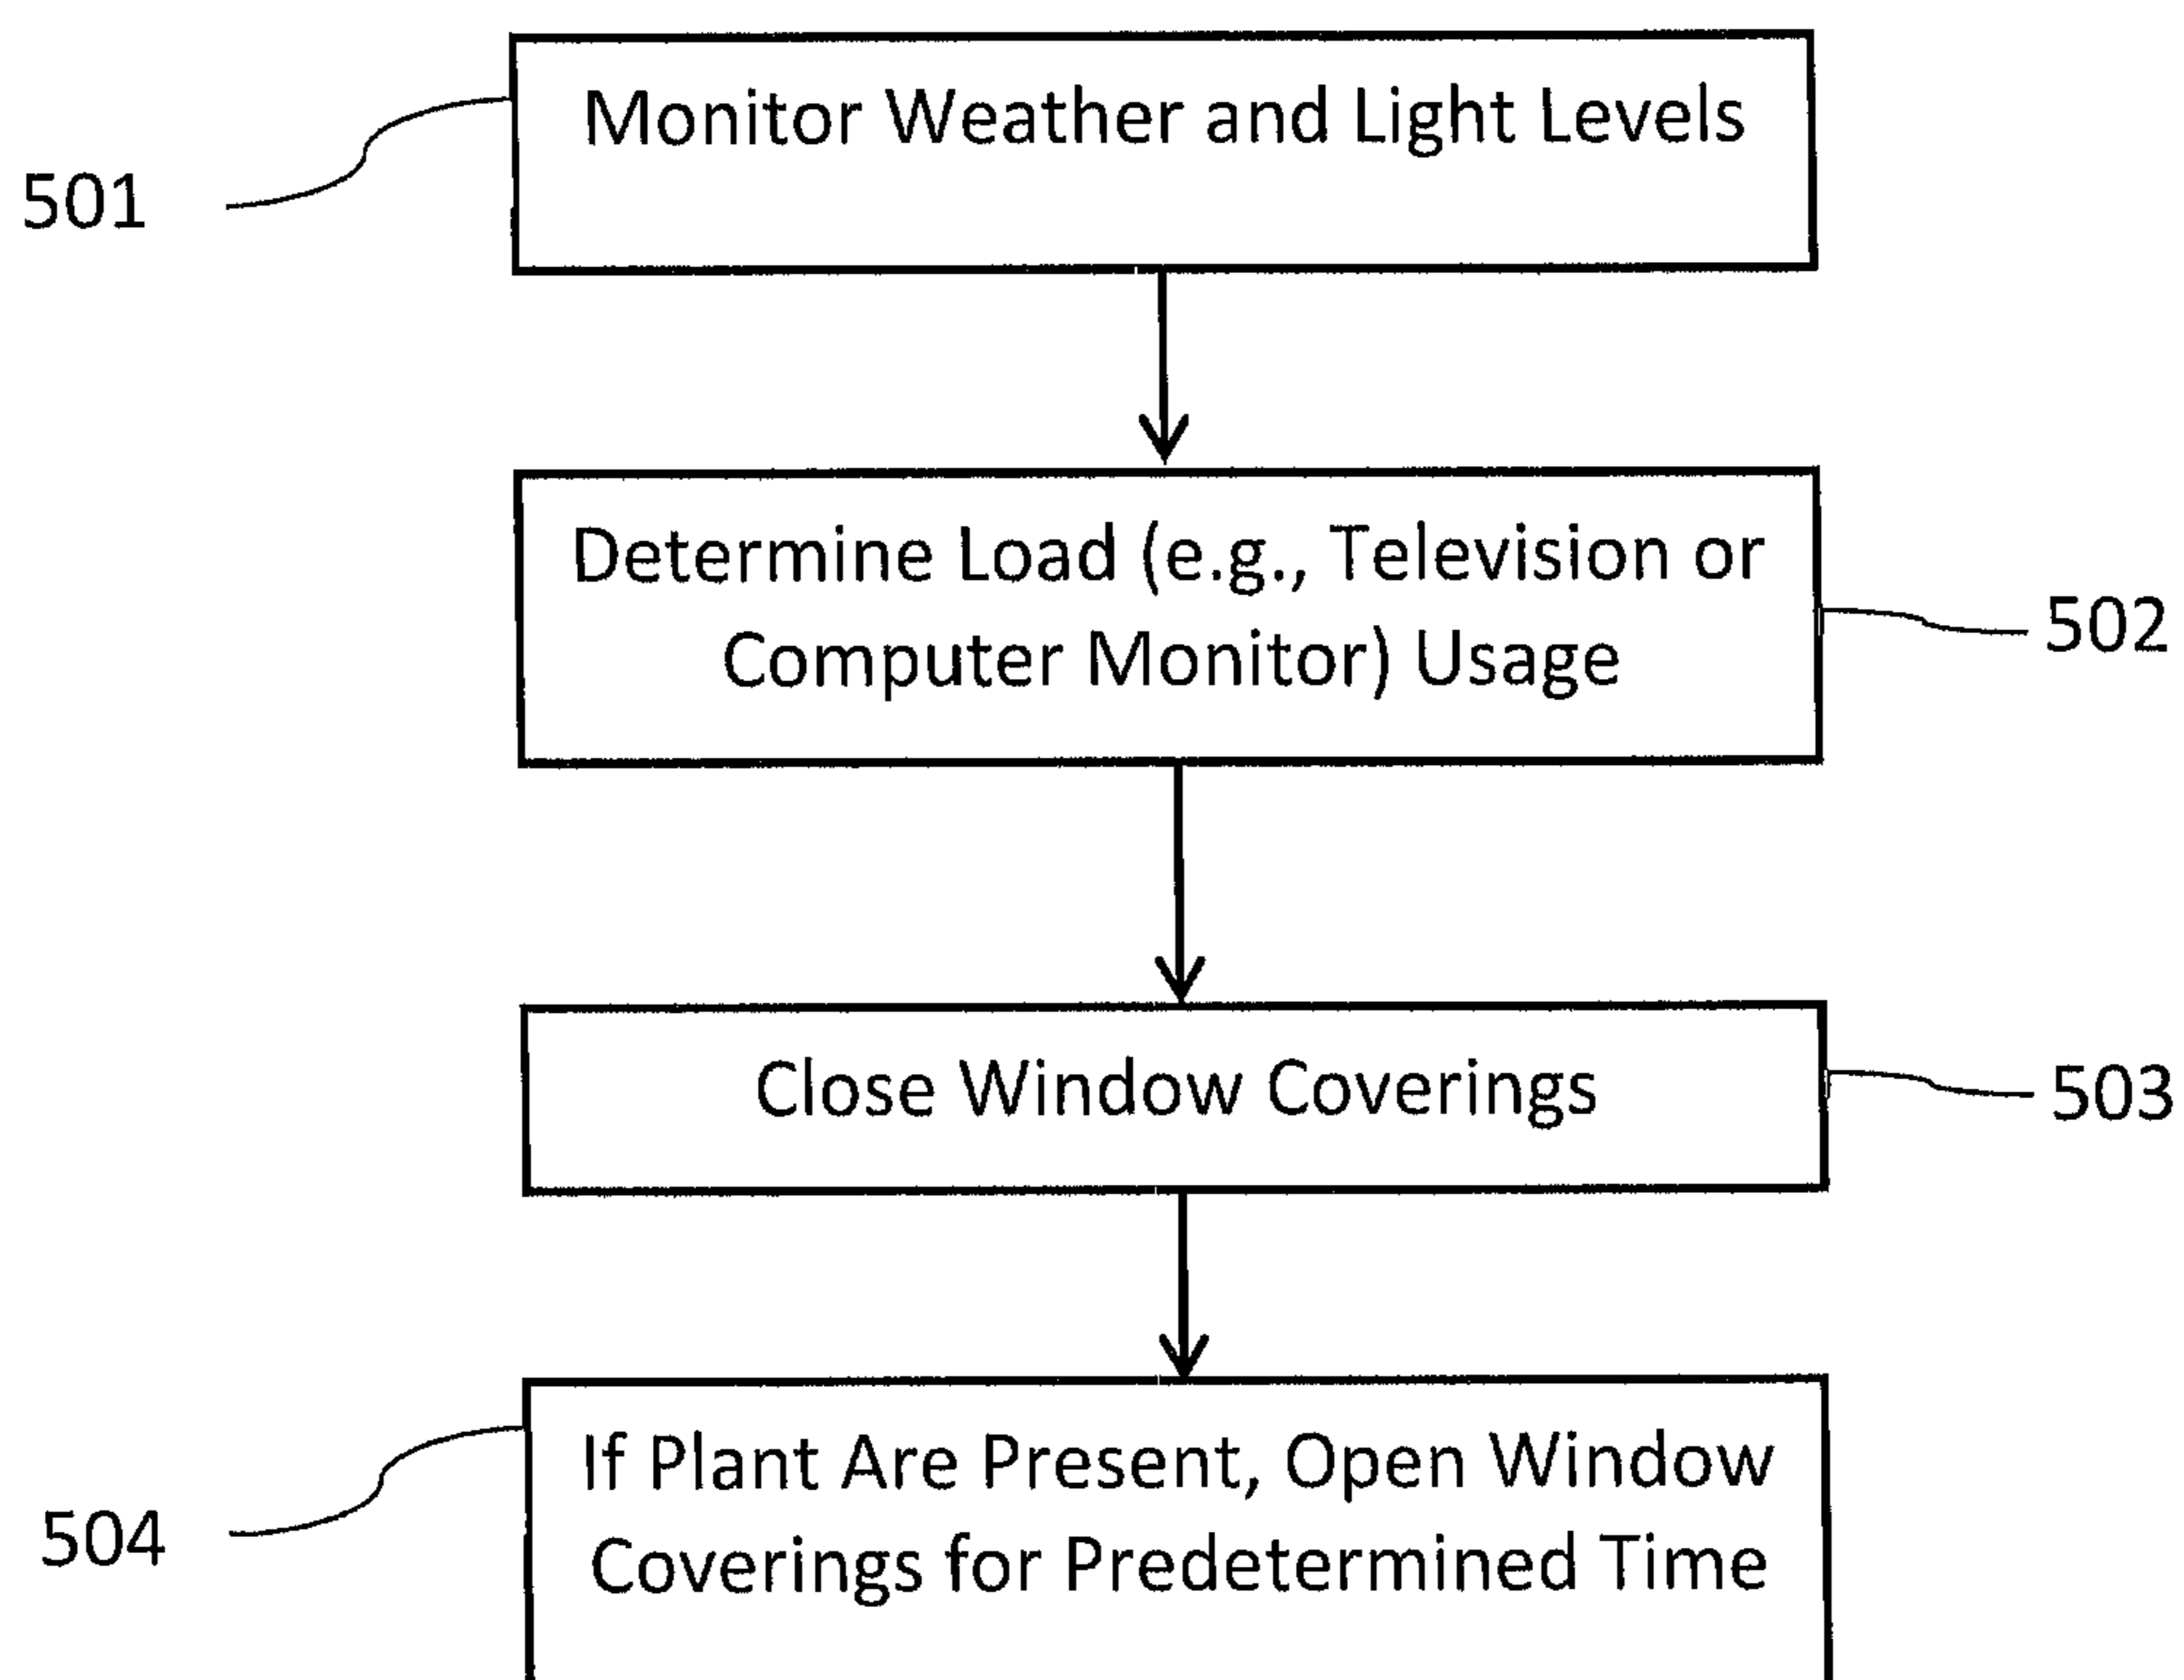 Monitor Weather and Light Levels
501
Determine Load (e.g., Television or
Computer Monitor) Usage
502
Close Window Coverings
503
If Plant Are Present, Open Window
Coverings for Predetermined Time
504